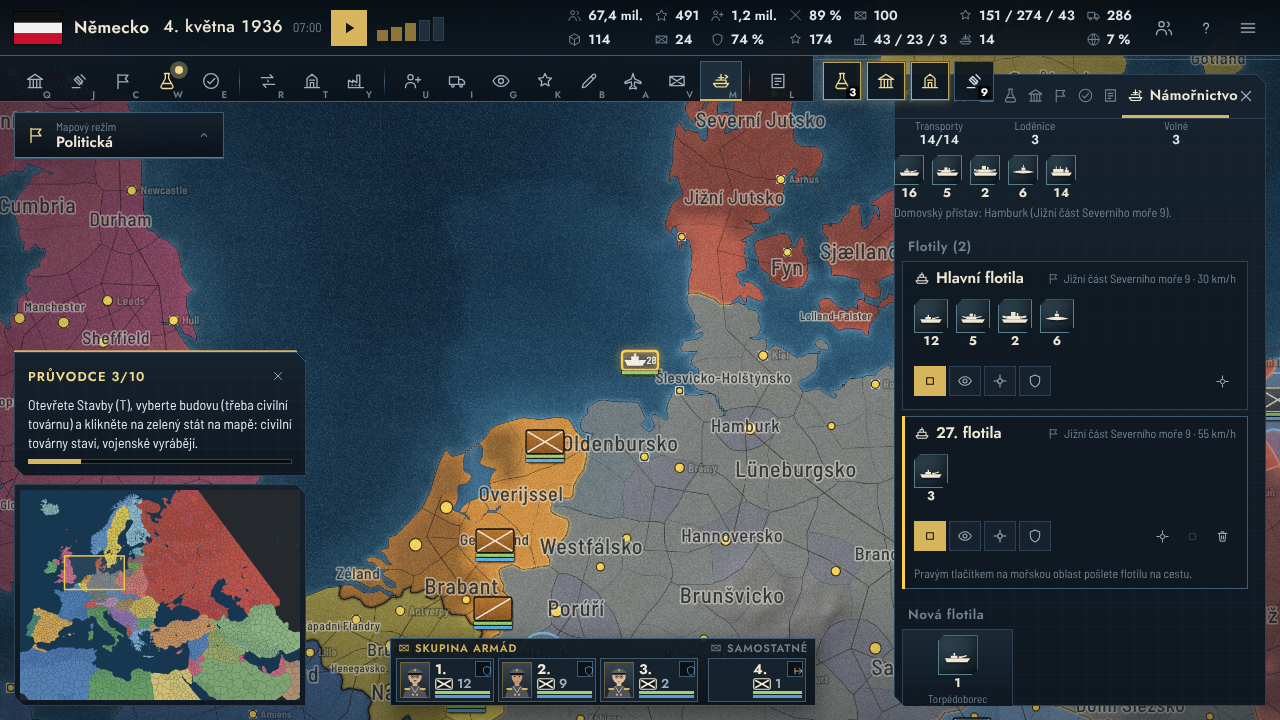 Německo
4. května 1936
07:00
67,4 mil.
491
1,2 mil.
89 %
100
151 / 274 / 43
286
114
24
74 %
174
43 / 23 / 3
14
7 %
Q
J
C
W
E
R
T
Y
U
I
G
K
B
A
V
M
L
3
9
Námořnictvo
Mapový režim
Politická
Severní Jutsko
Jižní Jutsko
Aarhus
Fyn
Sjælland
Lolland-Falster
Cumbria
Durham
Newcastle
Manchester
Leeds
Hull
Sheffield
28
Kiel
Šlesvicko-Holštýnsko
Hamburk
Oldenbursko
Brémy
Lüneburgsko
Overijssel
Westfálsko
Hannoversko
Zéland
Brabant
Antverpy
Porúří
Brunšvicko
Amiens
PRŮVODCE 3/10
Otevřete Stavby (T), vyberte budovu (třeba civilní
továrnu) a klikněte na zelený stát na mapě: civilní
továrny staví, vojenské vyrábějí.
SKUPINA ARMÁD
SAMOSTATNÉ
1.
12
2.
9
3.
2
4.
1
Transporty
14/14
Loděnice
3
Volné
3
16
5
2
6
14
Domovský přístav: Hamburk (Jižní část Severního moře 9).
Flotily (2)
Hlavní flotila
Jižní část Severního moře 9 · 30 km/h
12
5
2
6
27. flotila
Jižní část Severního moře 9 · 55 km/h
3
Pravým tlačítkem na mořskou oblast pošlete flotilu na cestu.
Nová flotila
1
Torpédoborec